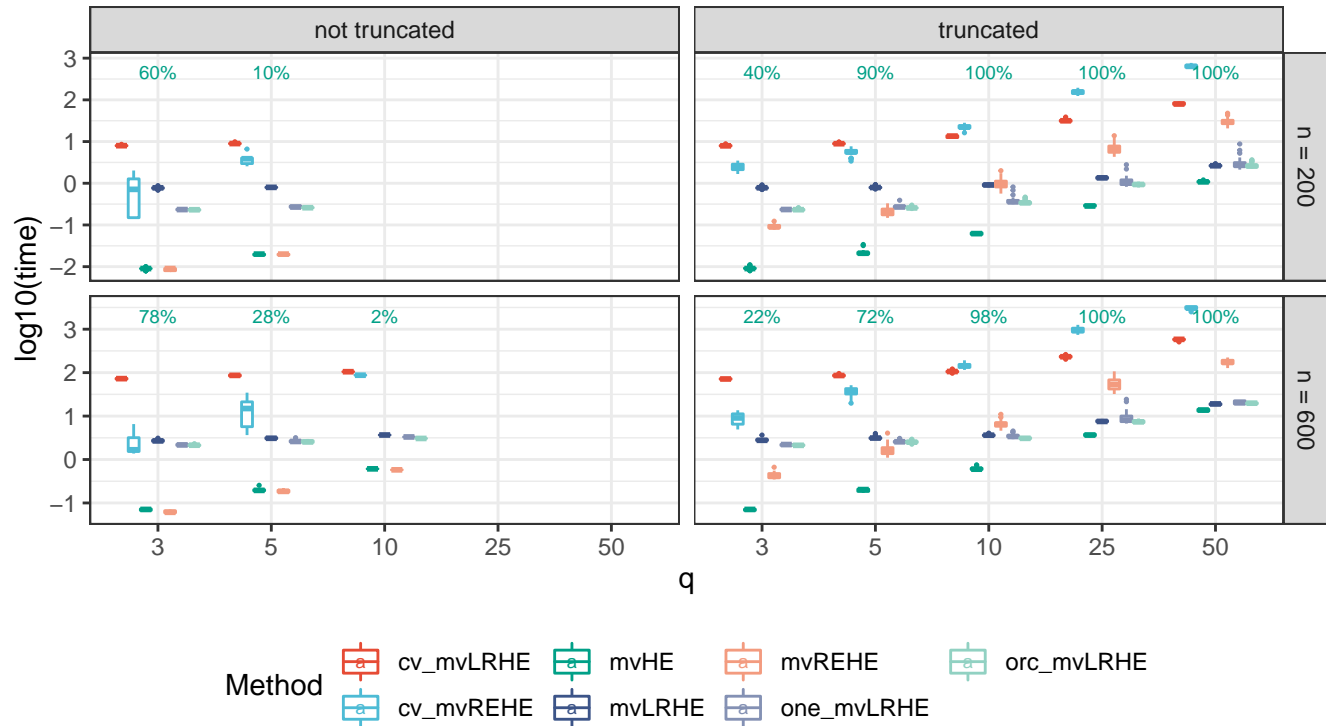 not truncated
truncated
60%
10%
40%
90%
100%
100%
100%
3
2
1
0
−1
−2
n = 200
78%
28%
2%
22%
72%
98%
100%
100%
3
2
1
0
−1
n = 600
log10(time)
3
5
10
25
50
3
5
10
25
50
q
Method
a cv_mvLRHE
a mvHE
a mvREHE
a orc_mvLRHE
a cv_mvREHE
a mvLRHE
a one_mvLRHE